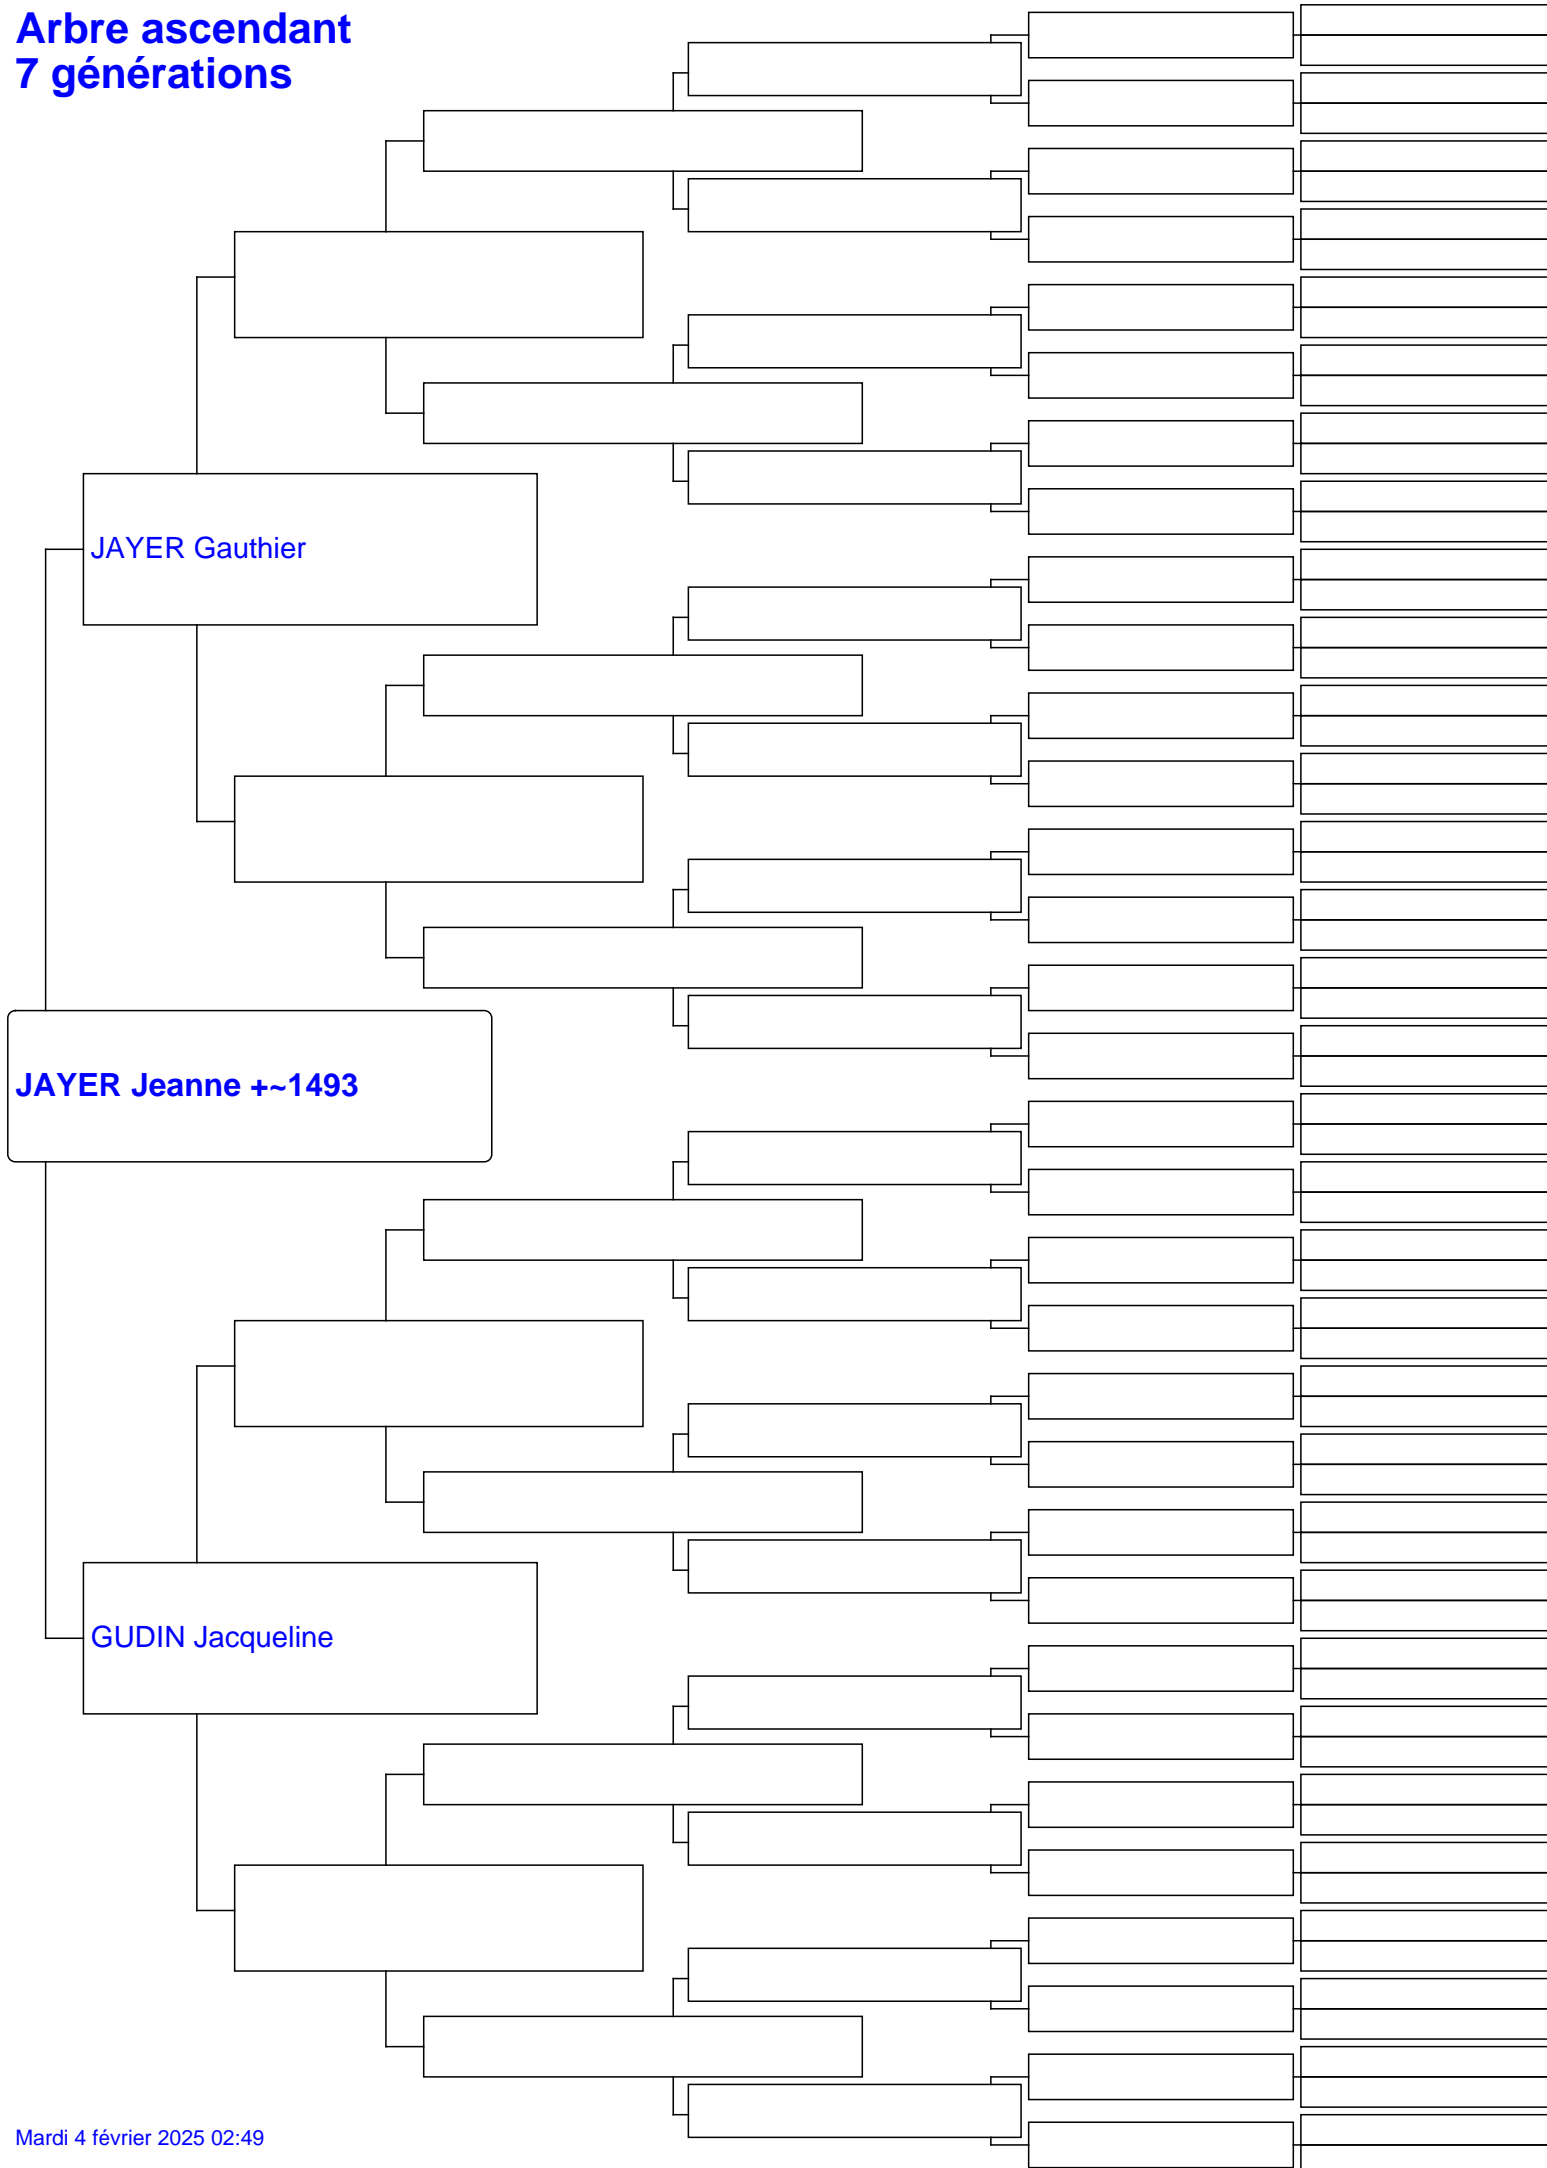 Arbre ascendant
7 générations
JAYER Gauthier
JAYER Jeanne +~1493
GUDIN Jacqueline
Mardi 4 février 2025 02:49